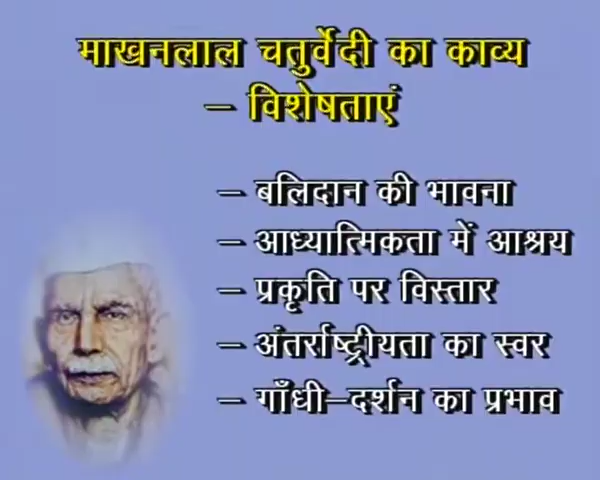 माखनलाल चतुर्वेदी का काव्य
– विशेषताएं
– बलिदान की भावना
– आध्यात्मिकता में आश्रय
– प्रकृति पर विस्तार
– अंतर्राष्ट्रीयता का स्वर
– गाँधी–दर्शन का प्रभाव